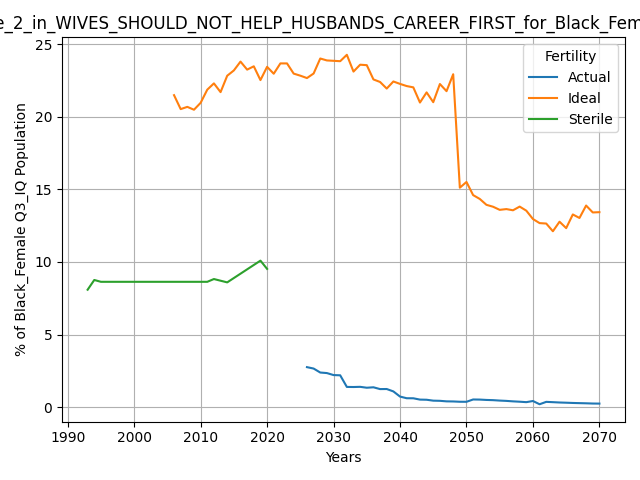 e_2_in_WIVES_SHOULD_NOT_HELP_HUSBANDS_CAREER_FIRST_for_Black_Fem
25
20
15
10
5
0
% of Black_Female Q3_IQ Population
Fertility
Actual
Ideal
Sterile
1990 2000 2010 2020 2030 2040 2050 2060 2070
Years